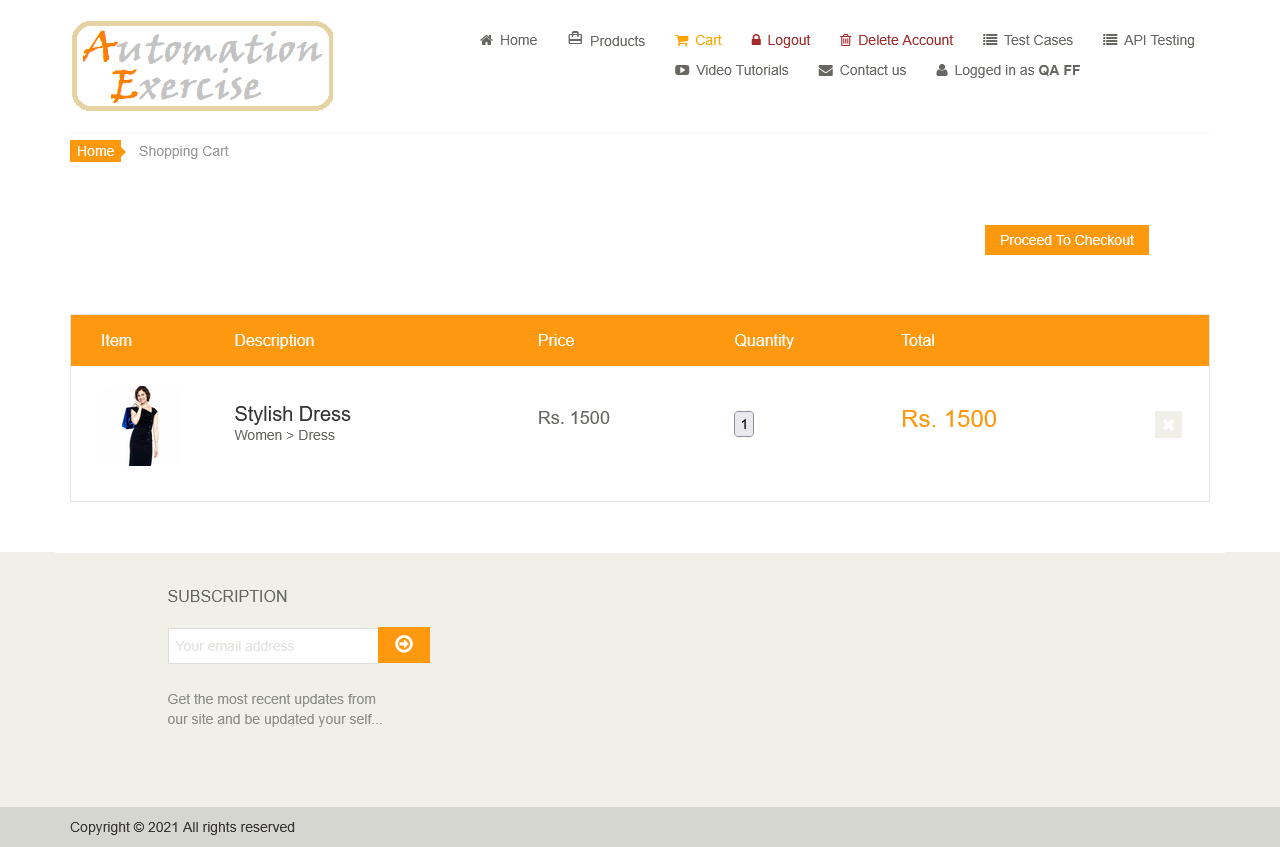 Automation
Exercise
Home Products Cart Logout Delete Account Test Cases API Testing
Video Tutorials Contact us Logged in as QA FF
Home Shopping Cart
Proceed To Checkout
Item Description Price Quantity Total
Stylish Dress
Women > Dress
Rs. 1500 1 Rs. 1500
SUBSCRIPTION
Your email address
Get the most recent updates from
our site and be updated your self...
Copyright © 2021 All rights reserved